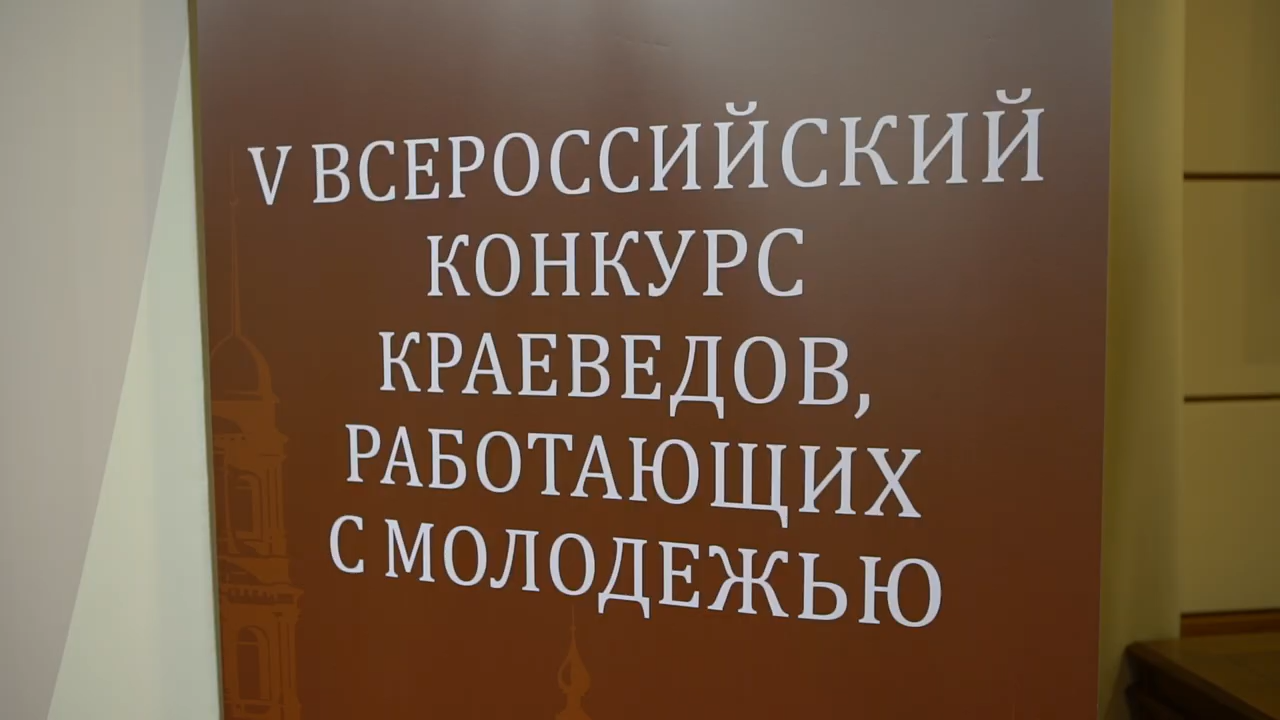 V ВСЕРОССИЙСКИЙ
КОНКУРС
КРАЕВЕДОВ,
РАБОТАЮЩИХ
С МОЛОДЕЖЬЮ